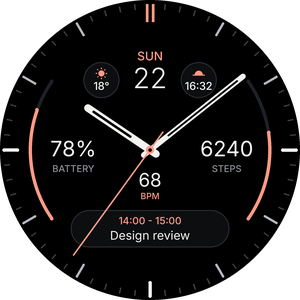 SUN
22
18°
16:32
78%
BATTERY
6240
STEPS
68
BPM
14:00 - 15:00
Design review